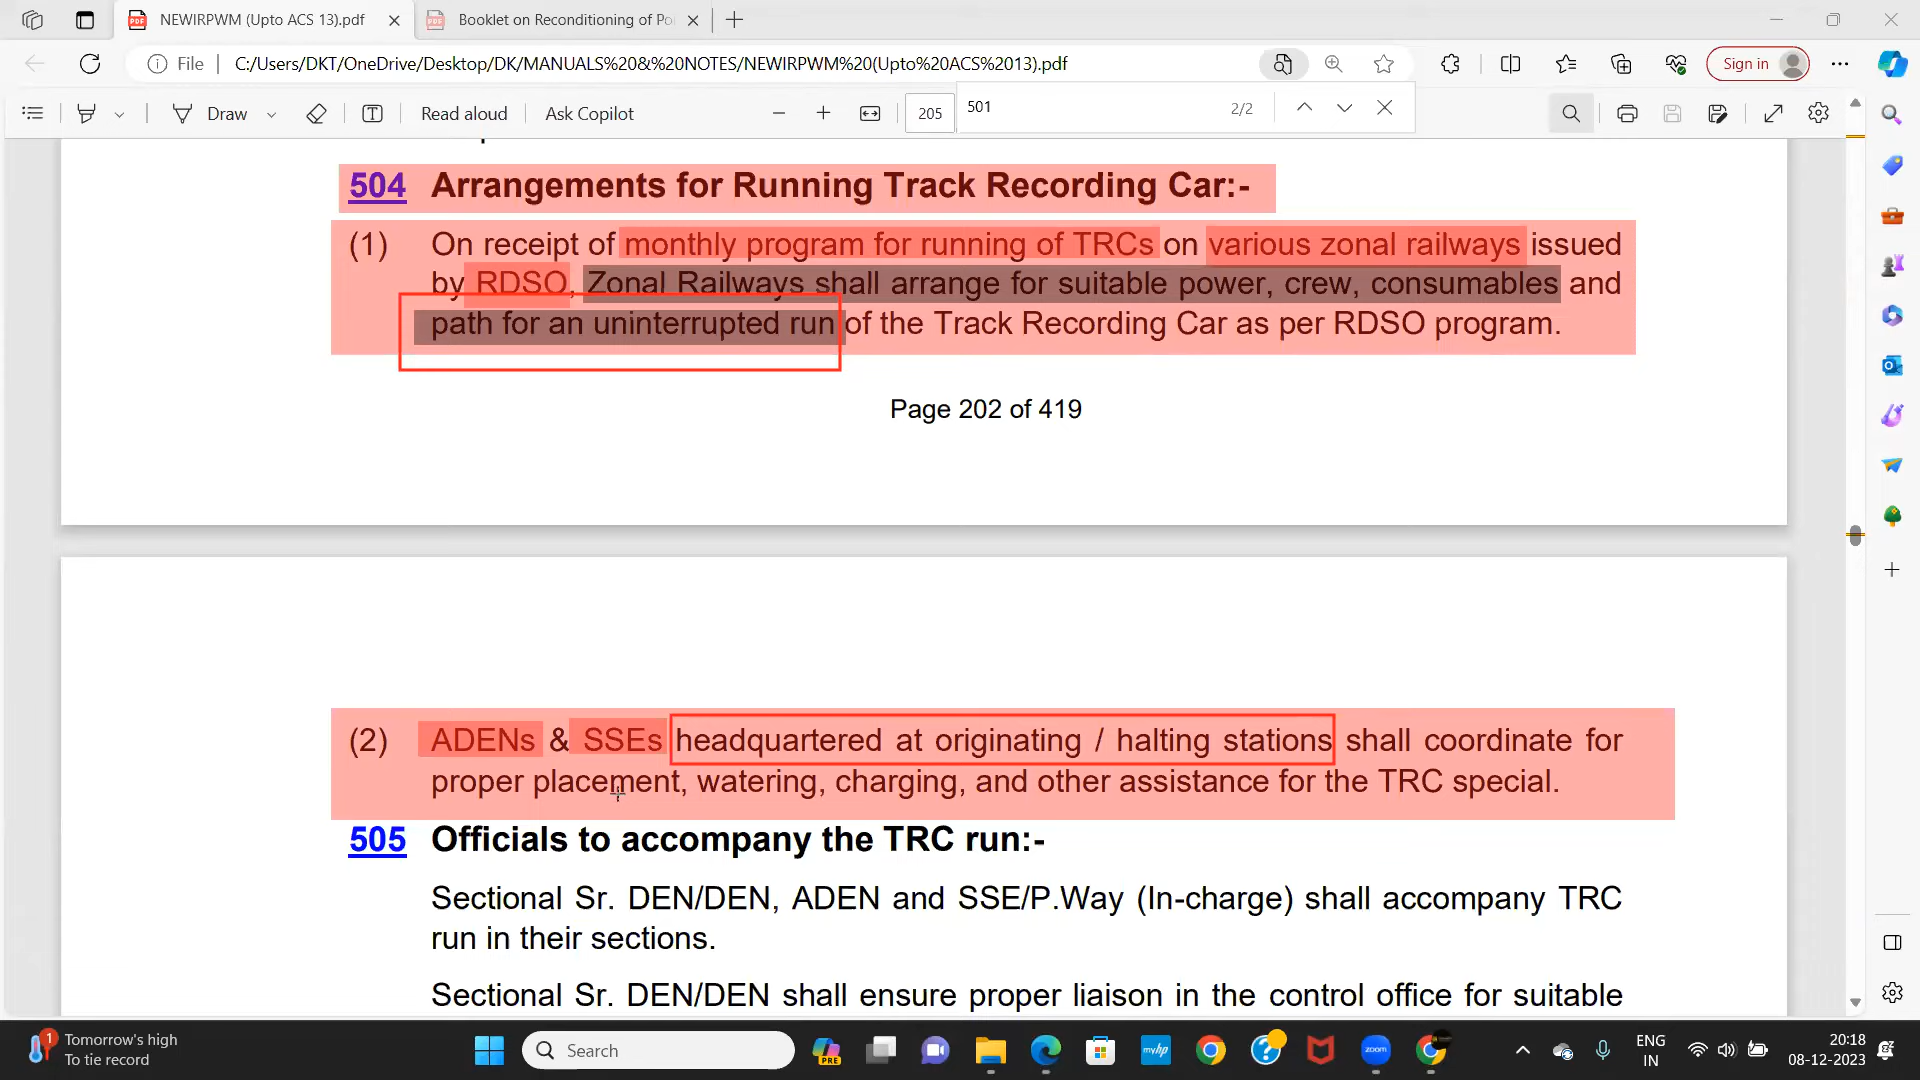 NEWIRPWM (Upto ACS 13).pdf
Booklet on Reconditioning of Po
File
C:/Users/DKT/OneDrive/Desktop/DK/MANUALS%20&%20NOTES/NEWIRPWM%20(Upto%20ACS%2013).pdf
Sign in
Draw
Read aloud
Ask Copilot
205
501
2/2
504 Arrangements for Running Track Recording Car:-
(1) On receipt of monthly program for running of TRCs on various zonal railways issued
by RDSO, Zonal Railways shall arrange for suitable power, crew, consumables and
path for an uninterrupted run of the Track Recording Car as per RDSO program.
Page 202 of 419
(2) ADENs & SSEs headquartered at originating / halting stations shall coordinate for
proper placement, watering, charging, and other assistance for the TRC special.
505 Officials to accompany the TRC run:-
Sectional Sr. DEN/DEN, ADEN and SSE/P.Way (In-charge) shall accompany TRC
run in their sections.
Sectional Sr. DEN/DEN shall ensure proper liaison in the control office for suitable
1
Tomorrow's high
To tie record
Search
PRE
myhp
zoom
ENG
IN
20:18
08-12-2023